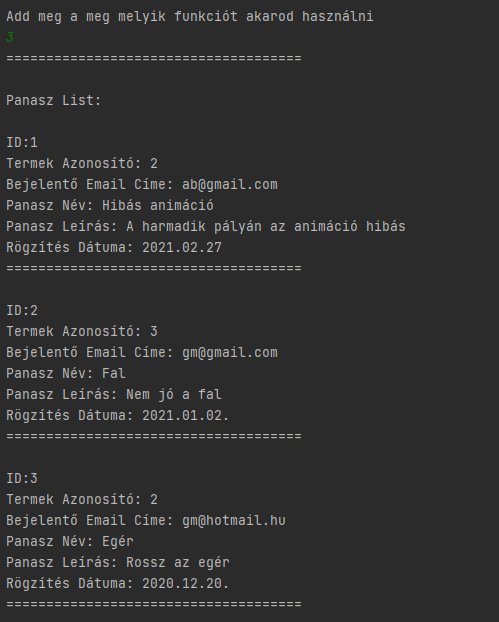 Add meg a meg melyik funkciót akarod használni
3
=====================================
Panasz List:
ID:1
Termek Azonosító: 2
Bejelentő Email Cime: ab@gmail.com
Panasz Név: Hibás animáció
Panasz Leírás: A harmadik pályán az animáció hibás
Rögzítés Dátuma: 2021.02.27
=====================================
ID:2
Termek Azonosító: 3
Bejelentő Email Cime: gm@gmail.com
Panasz Név: Fal
Panasz Leírás: Nem jó a fal
Rögzítés Dátuma: 2021.01.02.
=====================================
ID:3
Termek Azonosító: 2
Bejelentő Email Cime: gm@hotmail.hu
Panasz Név: Egér
Panasz Leírás: Rossz az egér
Rögzítés Dátuma: 2020.12.20.
=====================================